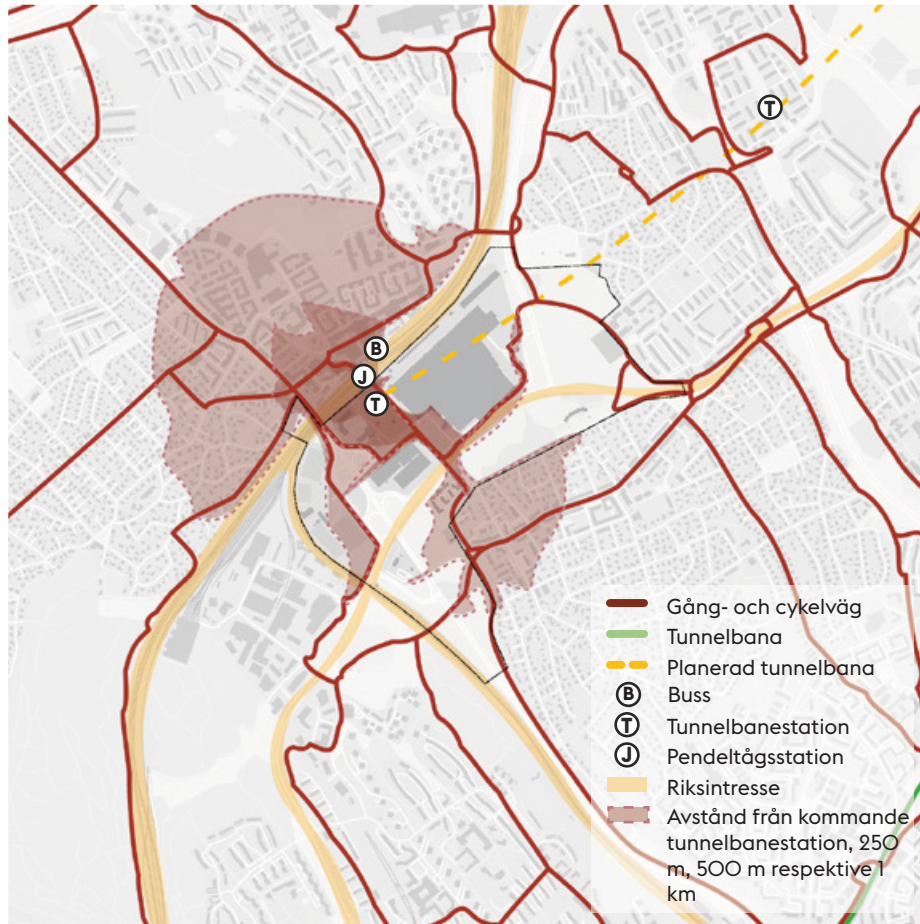 T
B
J
T
Gång- och cykelväg
Tunnelbana
Planerad tunnelbana
B Buss
T Tunnelbanestation
J Pendeltågsstation
Riksintresse
Avstånd från kommande
tunnelbanestation, 250
m, 500 m respektive 1
km